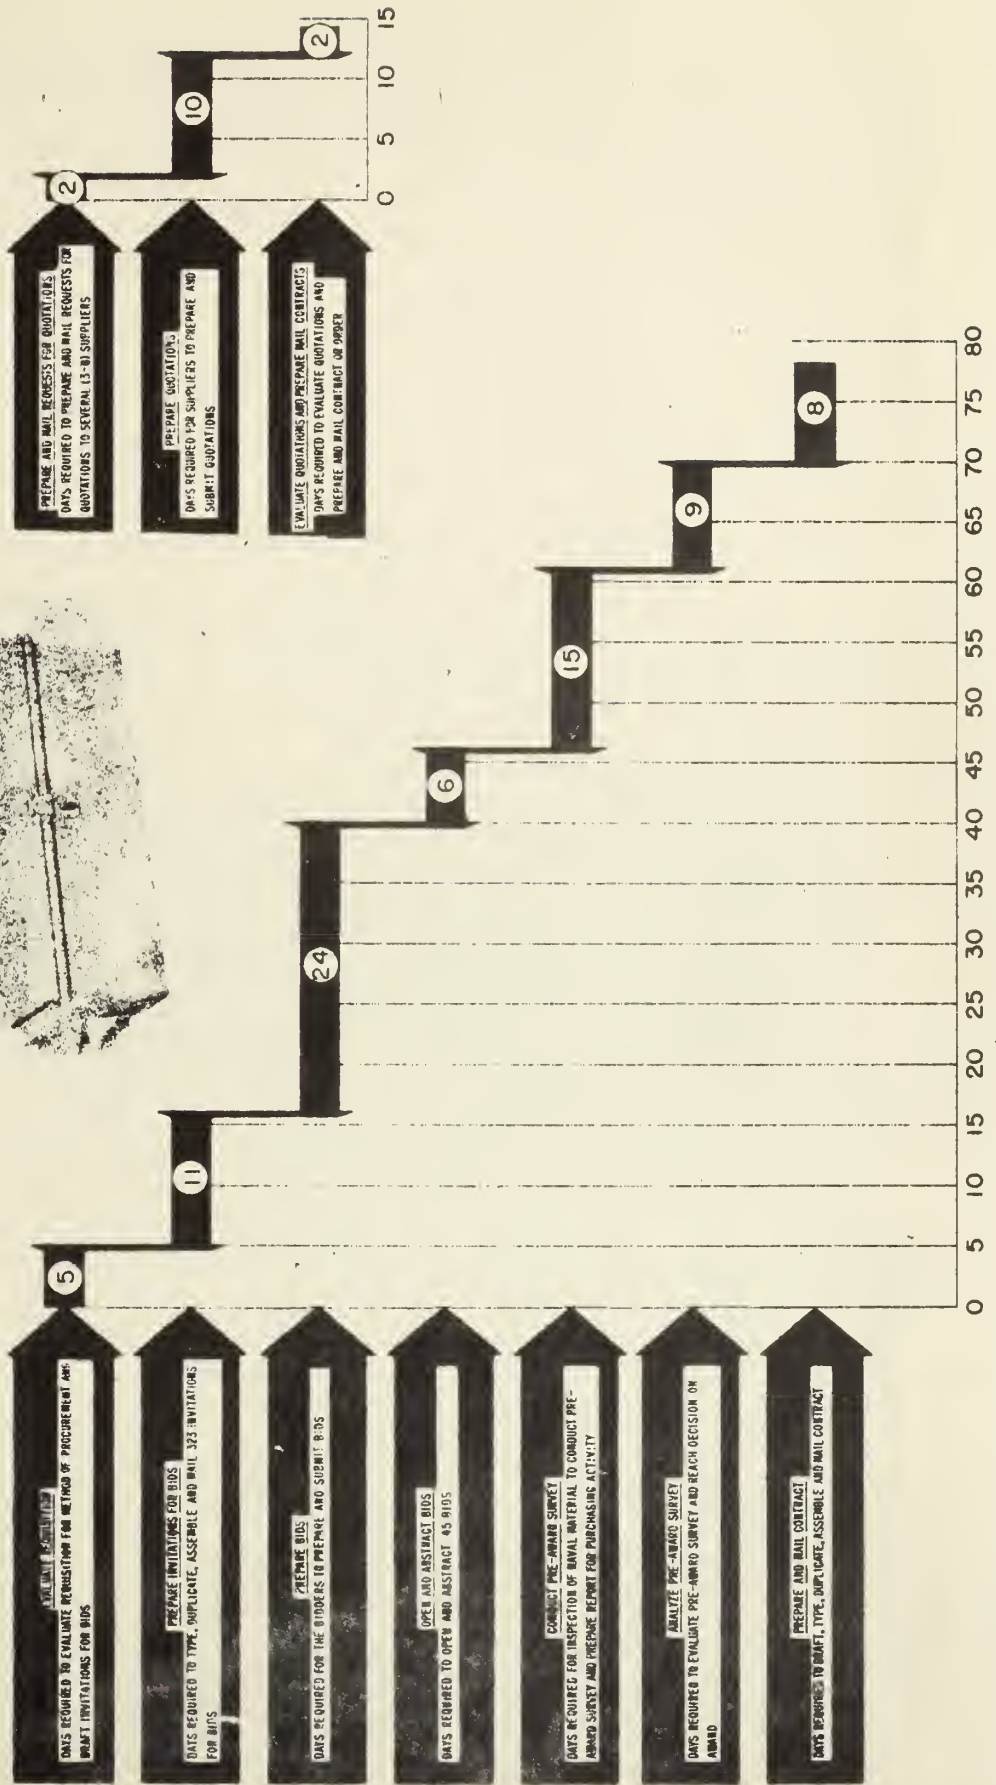 EVALUATE REQUISITION
DAYS REQUIRED TO EVALUATE REQUISITION FOR METHOD OF PROCUREMENT AND
DRAFT INVITATIONS FOR BIDS
5
PREPARE INVITATIONS FOR BIDS
DAYS REQUIRED TO TYPE, DUPLICATE, ASSEMBLE AND MAIL 323 INVITATIONS
FOR BIDS
11
PREPARE BIDS
DAYS REQUIRED FOR THE BIDDERS TO PREPARE AND SUBMIT BIDS
24
OPEN AND ABSTRACT BIDS
DAYS REQUIRED TO OPEN AND ABSTRACT 45 BIDS
6
CONDUCT PRE-AWARD SURVEY
DAYS REQUIRED FOR INSPECTION OF NAVAL MATERIAL TO CONDUCT PRE-
AWARD SURVEY AND PREPARE REPORT FOR PURCHASING ACTIVITY
15
ANALYZE PRE-AWARD SURVEY
DAYS REQUIRED TO EVALUATE PRE-AWARD SURVEY AND REACH DECISION ON
AWARD
9
PREPARE AND MAIL CONTRACT
DAYS REQUIRED TO DRAFT, TYPE, DUPLICATE, ASSEMBLE AND MAIL CONTRACT
8
0 5 10 15 20 25 30 35 40 45 50 55 60 65 70 75 80
PREPARE AND MAIL REQUESTS FOR QUOTATIONS
DAYS REQUIRED TO PREPARE AND MAIL REQUESTS FOR
QUOTATIONS TO SEVERAL (3-8) SUPPLIERS
2
PREPARE QUOTATIONS
DAYS REQUIRED FOR SUPPLIERS TO PREPARE AND
SUBMIT QUOTATIONS
10
EVALUATE QUOTATIONS AND PREPARE MAIL CONTRACTS
DAYS REQUIRED TO EVALUATE QUOTATIONS AND
PREPARE AND MAIL CONTRACT OR ORDER
2
0 5 10 15